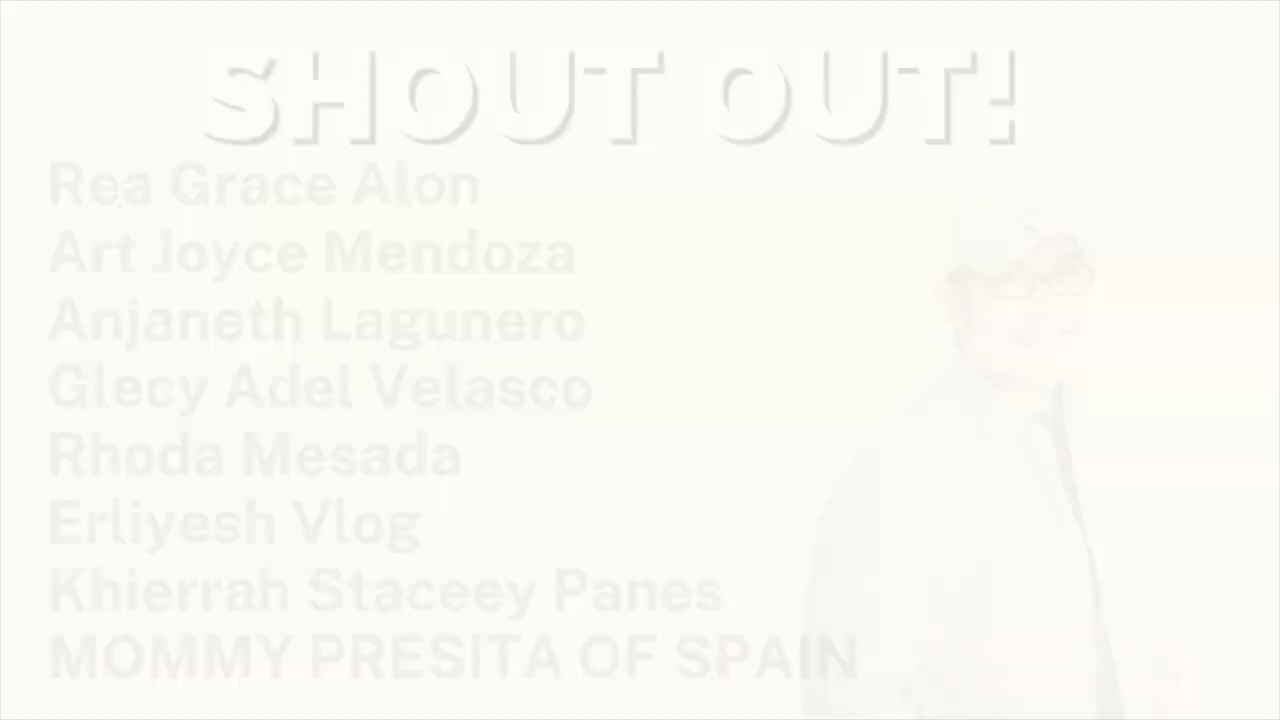 SHOUT OUT!
Rea Grace Alon
Art Joyce Mendoza
Anjaneth Lagunero
Glecy Adel Velasco
Rhoda Mesada
Erliyesh Vlog
Khierrah Staceey Panes
MOMMY PRESITA OF SPAIN